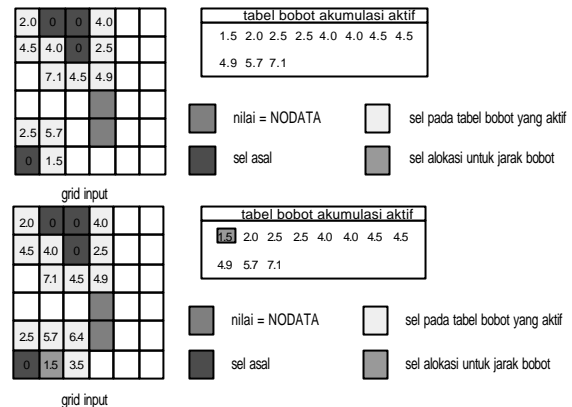 2.0 0 0 4.0
4.5 4.0 0 2.5
7.1 4.5 4.9
2.5 5.7
0 1.5
grid input
tabel bobot akumulasi aktif
1.5 2.0 2.5 2.5 4.0 4.0 4.5 4.5
4.9 5.7 7.1
nilai = NODATA
sel pada tabel bobot yang aktif
sel asal
sel alokasi untuk jarak bobot
2.0 0 0 4.0
4.5 4.0 0 2.5
7.1 4.5 4.9
2.5 5.7 6.4
0 1.5 3.5
grid input
tabel bobot akumulasi aktif
1.5 2.0 2.5 2.5 4.0 4.0 4.5 4.5
4.9 5.7 7.1
nilai = NODATA
sel pada tabel bobot yang aktif
sel asal
sel alokasi untuk jarak bobot